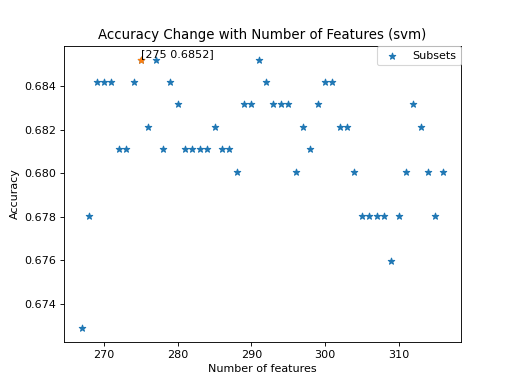 Accuracy Change with Number of Features (svm)
[275 0.6852]
Subsets
0.684
0.682
0.680
0.678
0.676
0.674
Accuracy
270 280 290 300 310
Number of features